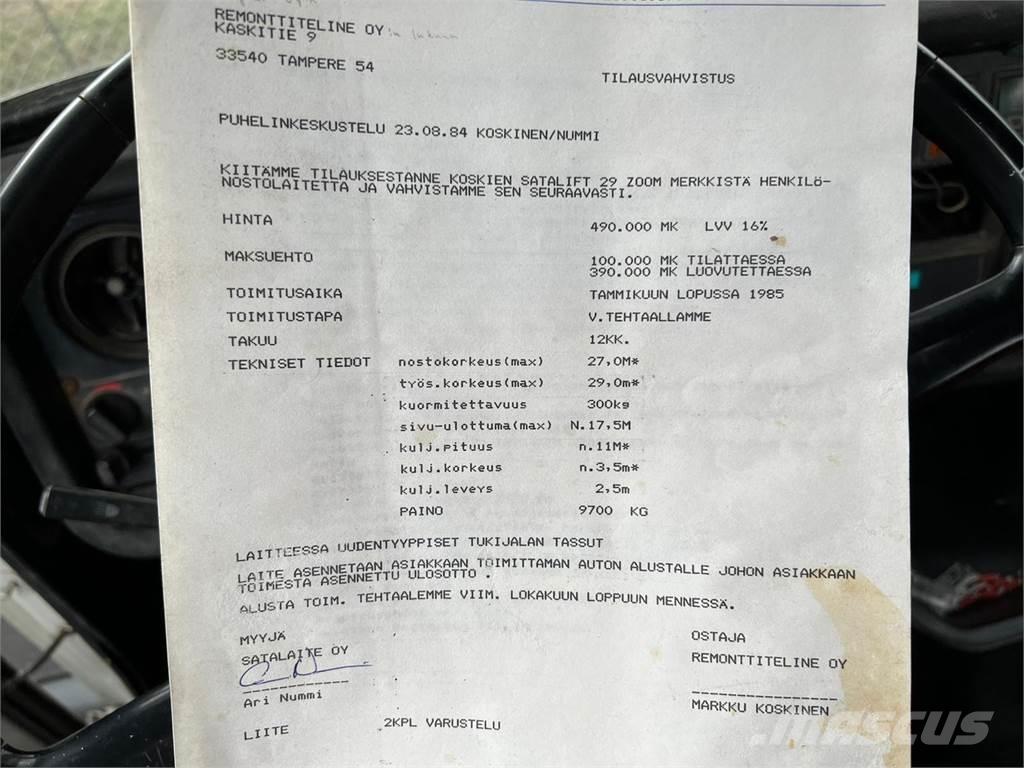 REMONTTITELINE OY
KASKITIE 9
33540 TAMPERE 54
TILAUSVAHVISTUS
PUHELINKESKUSTELU 23.08.84 KOSKINEN/NUMMI
KIITÄMME TILAUKSESTANNE KOSKIEN SATALIFT 29 ZOOM MERKKISTÄ HENKILÖ-
NOSTOLAITETTA JA VAHVISTAMME SEN SEURAAVASTI.
HINTA 490.000 MK LVV 16%
MAKSUEHTO 100.000 MK TILATTAESSA
390.000 MK LUOVUTETTAESSA
TOIMITUSAIKA TAMMIKUUN LOPUSSA 1985
TOIMITUSTAPA V.TEHTAALLAMME
TAKUU 12KK.
TEKNISET TIEDOT nostokorkeus(max) 27,0M*
työs.korkeus(max) 29,0m*
kuormitettavuus 300kg
sivu-ulottuma(max) N.17,5M
kulj.pituus n.11M*
kulj.korkeus n.3,5m*
kulj.leveys 2,5m
PAINO 9700 KG
LAITTEESSA UUDENTYYPPISET TUKIJALAN TASSUT
LAITE ASENNETAAN ASIAKKAAN TOIMITTAMAN AUTON ALUSTALLE JOHON ASIAKKAAN
TOIMESTA ASENNETTU ULOSOTTO .
ALUSTA TOIM. TEHTAALEMME VIIM. LOKAKUUN LOPPUUN MENNESSÄ.
MYYJÄ OSTAJA
SATALAITE OY REMONTTITELINE OY
Ari Nummi MARKKU KOSKINEN
LIITE 2KPL VARUSTELU
MASCUS